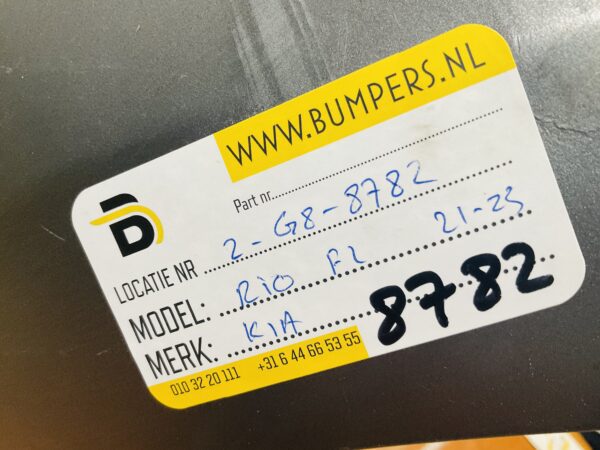 WWW.BUMPERS.NL
Part nr.
LOCATIE NR 2-G8-8782
MODEL: RIO FL 21-23
MERK: KIA 8782
010 32 20 111 +31 6 44 66 53 55